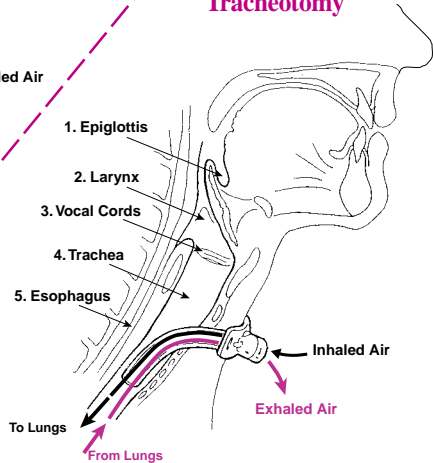 Tracheotomy
Air
1. Epiglottis
2. Larynx
3. Vocal Cords
4. Trachea
5. Esophagus
Inhaled Air
Exhaled Air
To Lungs
From Lungs